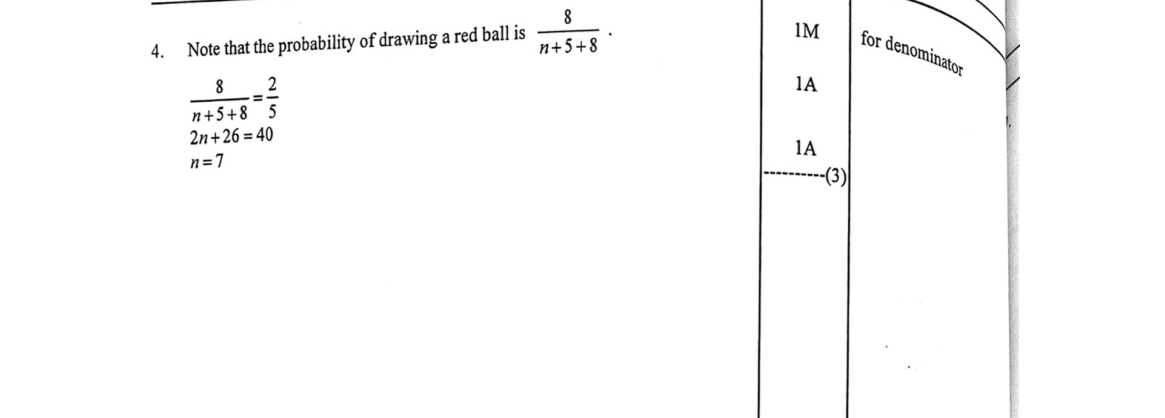 4. Note that the probability of drawing a red ball is 8/(n+5+8) . 1M for denominator
8/(n+5+8) = 2/5 1A
2n+26=40
n=7 1A
----------(3)